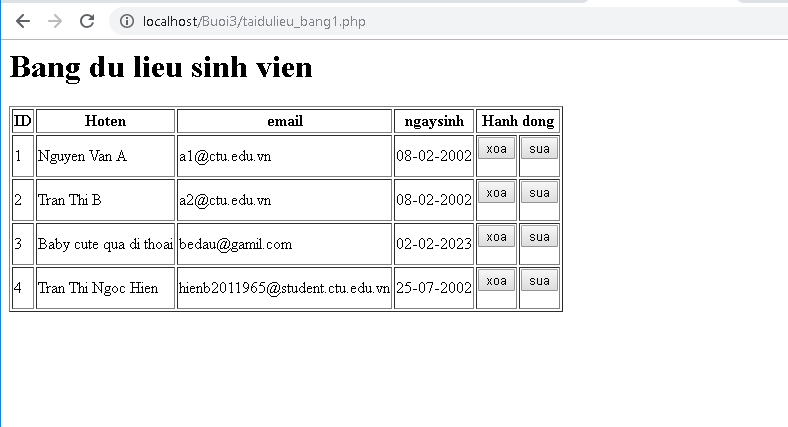 localhost/Buoi3/taidulieu_bang1.php
Bang du lieu sinh vien
ID Hoten email ngaysinh Hanh dong
1 Nguyen Van A a1@ctu.edu.vn 08-02-2002 xoa sua
2 Tran Thi B a2@ctu.edu.vn 08-02-2002 xoa sua
3 Baby cute qua di thoai bedau@gamil.com 02-02-2023 xoa sua
4 Tran Thi Ngoc Hien hienb2011965@student.ctu.edu.vn 25-07-2002 xoa sua